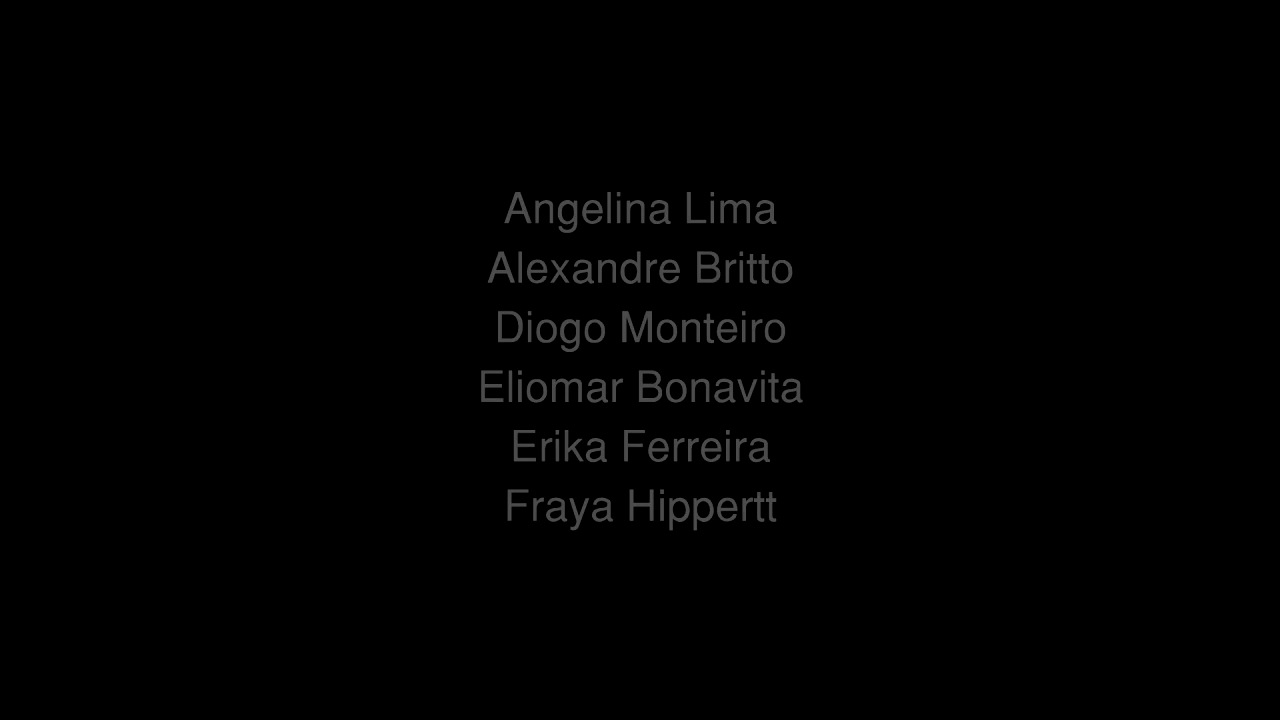 Angelina Lima
Alexandre Britto
Diogo Monteiro
Eliomar Bonavita
Erika Ferreira
Fraya Hippertt